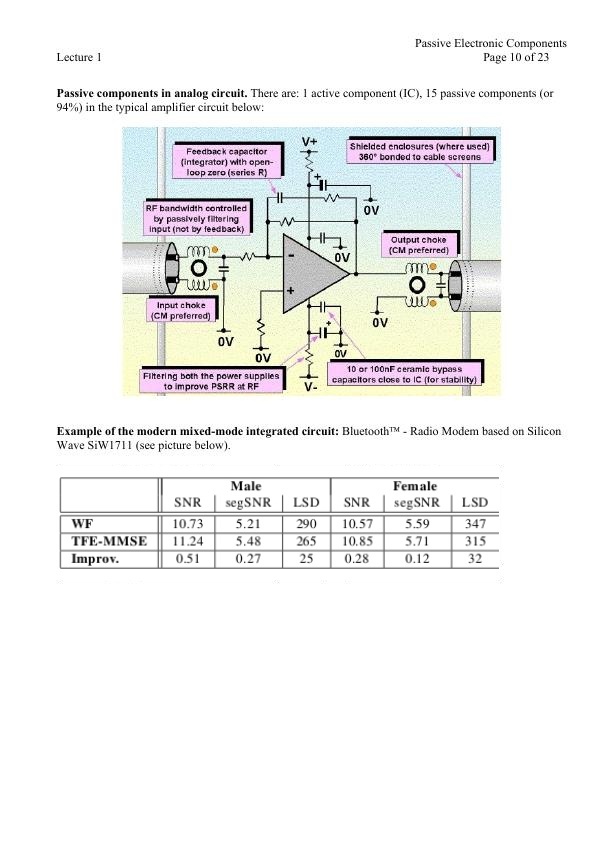 Passive Electronic Components
Lecture 1 Page 10 of 23
Passive components in analog circuit. There are: 1 active component (IC), 15 passive components (or
94%) in the typical amplifier circuit below:
V+
Feedback capacitor
(integrator) with open-
loop zero (series R)
Shielded enclosures (where used)
360° bonded to cable screens
+
0V
RF bandwidth controlled
by passively filtering
input (not by feedback)
Output choke
(CM preferred)
0V
-
+
Input choke
(CM preferred)
0V
0V
+
0V
0V
Filtering both the power supplies
to improve PSRR at RF
V-
10 or 100nF ceramic bypass
capacitors close to IC (for stability)
Example of the modern mixed-mode integrated circuit: Bluetooth™ - Radio Modem based on Silicon
Wave SiW1711 (see picture below).
Male Female
SNR segSNR LSD SNR segSNR LSD
WF 10.73 5.21 290 10.57 5.59 347
TFE-MMSE 11.24 5.48 265 10.85 5.71 315
Improv. 0.51 0.27 25 0.28 0.12 32